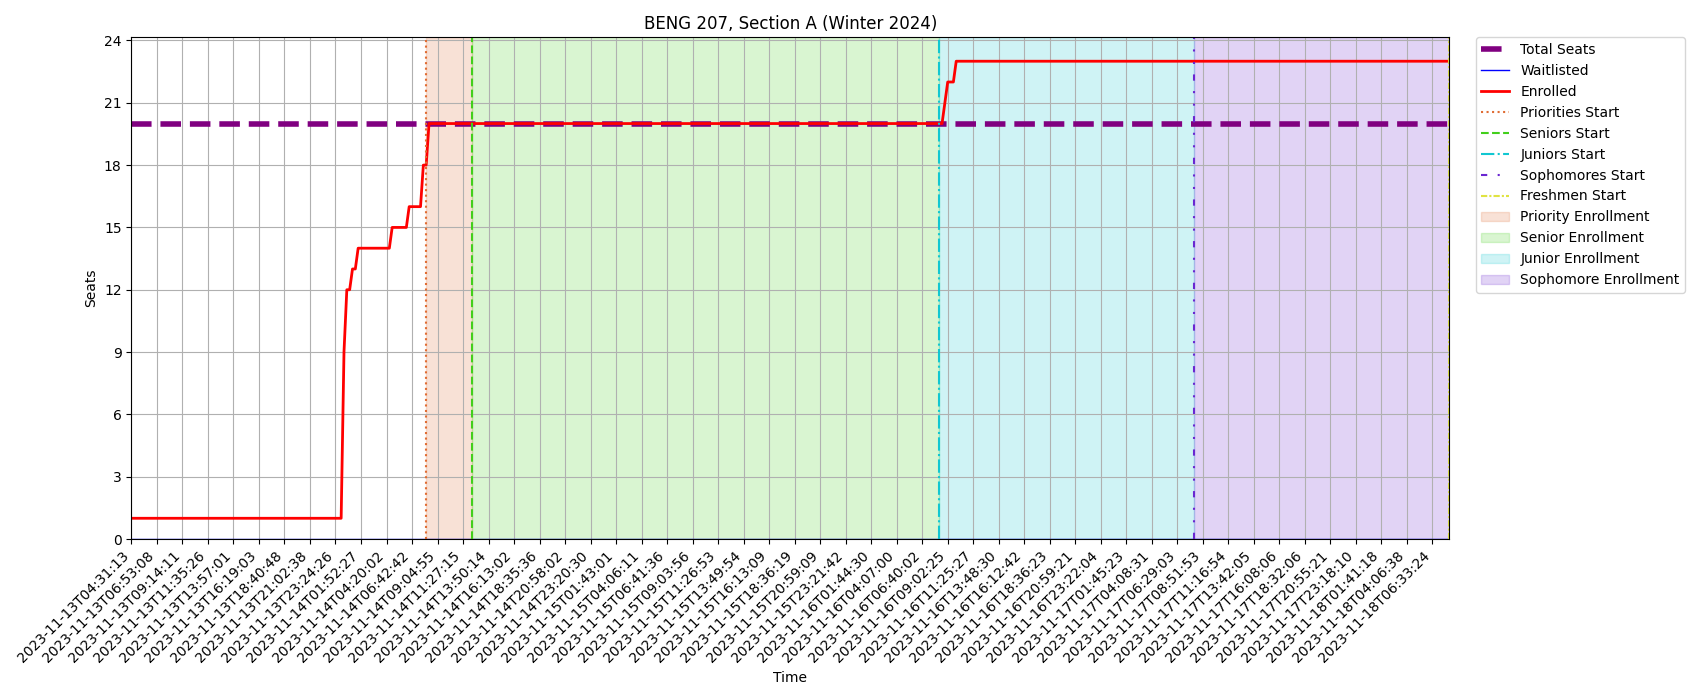 BENG 207, Section A (Winter 2024)
Seats
24
21
18
15
12
9
6
3
0
2023-11-13T04:31:13
2023-11-13T06:53:08
2023-11-13T09:14:11
2023-11-13T11:35:26
2023-11-13T13:57:01
2023-11-13T16:19:03
2023-11-13T18:40:48
2023-11-13T21:02:38
2023-11-13T23:24:26
2023-11-14T01:52:27
2023-11-14T04:20:02
2023-11-14T06:42:42
2023-11-14T09:04:55
2023-11-14T11:27:15
2023-11-14T13:50:14
2023-11-14T16:13:02
2023-11-14T18:35:36
2023-11-14T20:58:02
2023-11-14T23:20:30
2023-11-15T01:43:01
2023-11-15T04:06:11
2023-11-15T06:41:36
2023-11-15T09:03:56
2023-11-15T11:26:53
2023-11-15T13:49:54
2023-11-15T16:13:09
2023-11-15T18:36:19
2023-11-15T20:59:09
2023-11-15T23:21:42
2023-11-16T01:44:30
2023-11-16T04:07:00
2023-11-16T06:40:02
2023-11-16T09:02:25
2023-11-16T11:25:27
2023-11-16T13:48:30
2023-11-16T16:12:42
2023-11-16T18:36:23
2023-11-16T20:59:21
2023-11-16T23:22:04
2023-11-17T01:45:23
2023-11-17T04:08:31
2023-11-17T06:29:03
2023-11-17T08:51:53
2023-11-17T11:16:54
2023-11-17T13:42:05
2023-11-17T16:08:06
2023-11-17T18:32:06
2023-11-17T20:55:21
2023-11-17T23:18:10
2023-11-18T01:41:18
2023-11-18T04:06:38
2023-11-18T06:33:24
Time
Total Seats
Waitlisted
Enrolled
Priorities Start
Seniors Start
Juniors Start
Sophomores Start
Freshmen Start
Priority Enrollment
Senior Enrollment
Junior Enrollment
Sophomore Enrollment